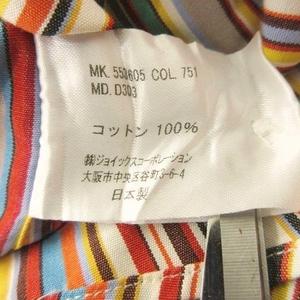 MK. 553605 COL. 751
MD. D303
コットン 100%
㈱ジョイックスコーポレーション
大阪市中央区谷町3-6-4
日本製